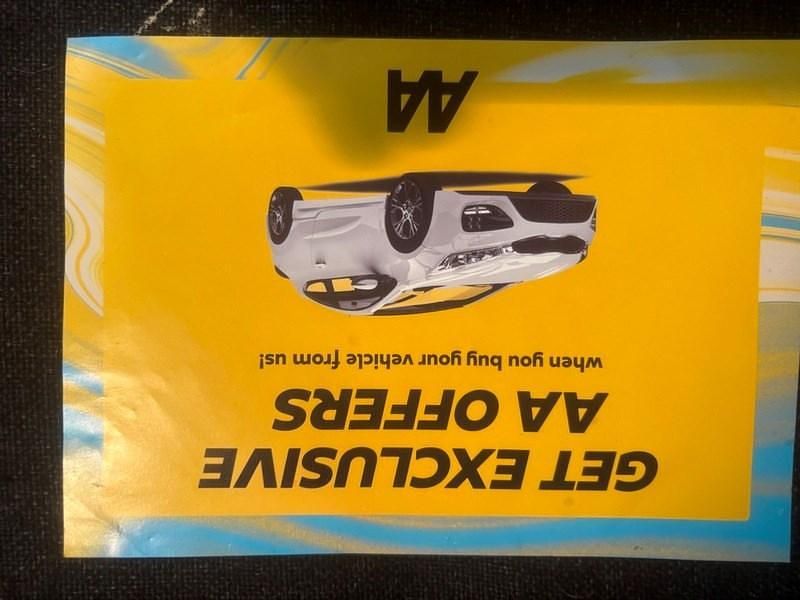 GET EXCLUSIVE
AA OFFERS
when you buy your vehicle from us!
AA